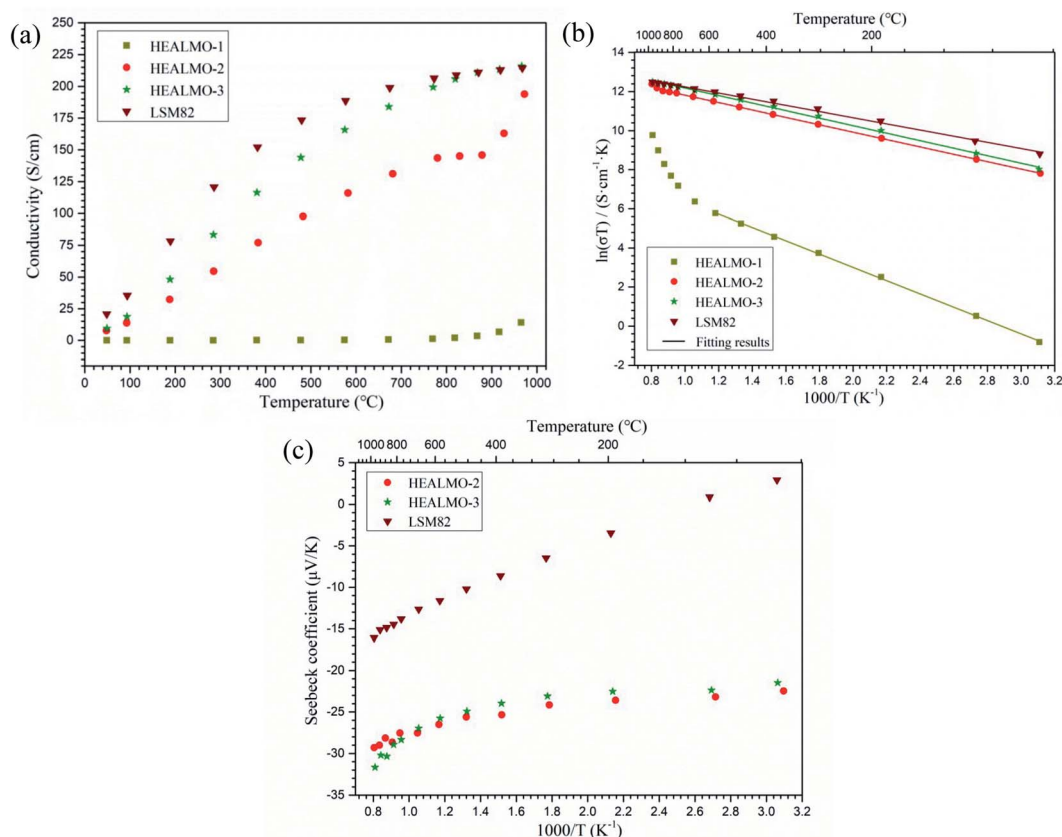 (a)
250
225
200
175
150
125
100
75
50
25
0
Conductivity (S/cm)
HEALMO-1
HEALMO-2
HEALMO-3
LSM82
0 100 200 300 400 500 600 700 800 900 1000
Temperature (℃)
(b)
Temperature (℃)
1000 800 600 400 200
14
12
10
8
6
4
2
0
-2
ln(σT) / (S·cm⁻¹·K)
HEALMO-1
HEALMO-2
HEALMO-3
LSM82
Fitting results
0.6 0.8 1.0 1.2 1.4 1.6 1.8 2.0 2.2 2.4 2.6 2.8 3.0 3.2
1000/T (K⁻¹)
(c)
Temperature (℃)
1000 800 600 400 200
5
0
-5
-10
-15
-20
-25
-30
-35
Seebeck coefficient (μV/K)
HEALMO-2
HEALMO-3
LSM82
0.6 0.8 1.0 1.2 1.4 1.6 1.8 2.0 2.2 2.4 2.6 2.8 3.0 3.2
1000/T (K⁻¹)